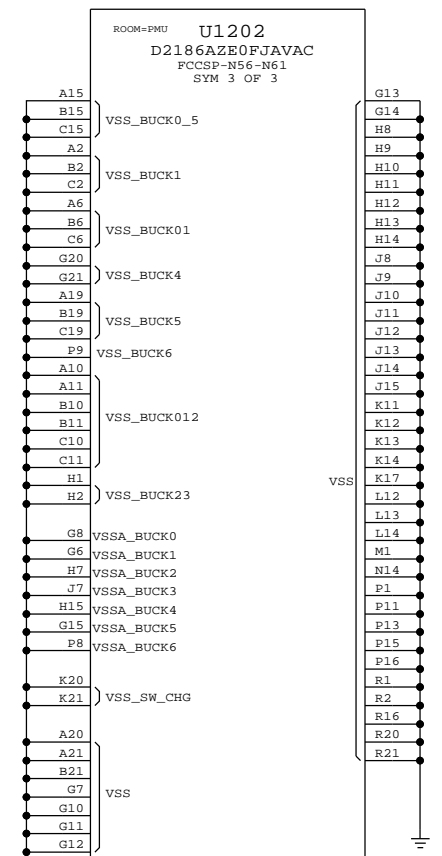 ROOM=PMU
U1202
D2186AZE0FJAVAC
FCCSP-N56-N61
SYM 3 OF 3
A15
B15
C15
VSS_BUCK0_5
A2
B2
C2
VSS_BUCK1
A6
B6
C6
VSS_BUCK01
G20
G21
VSS_BUCK4
A19
B19
C19
VSS_BUCK5
P9
VSS_BUCK6
A10
A11
B10
B11
C10
C11
VSS_BUCK012
H1
H2
VSS_BUCK23
G8
VSSA_BUCK0
G6
VSSA_BUCK1
H7
VSSA_BUCK2
J7
VSSA_BUCK3
H15
VSSA_BUCK4
G15
VSSA_BUCK5
P8
VSSA_BUCK6
K20
K21
VSS_SW_CHG
A20
A21
B21
G7
G10
G11
G12
VSS
VSS
G13
G14
H8
H9
H10
H11
H12
H13
H14
J8
J9
J10
J11
J12
J13
J14
J15
K11
K12
K13
K14
K17
L12
L13
L14
M1
N14
P1
P11
P13
P15
P16
R1
R2
R16
R20
R21